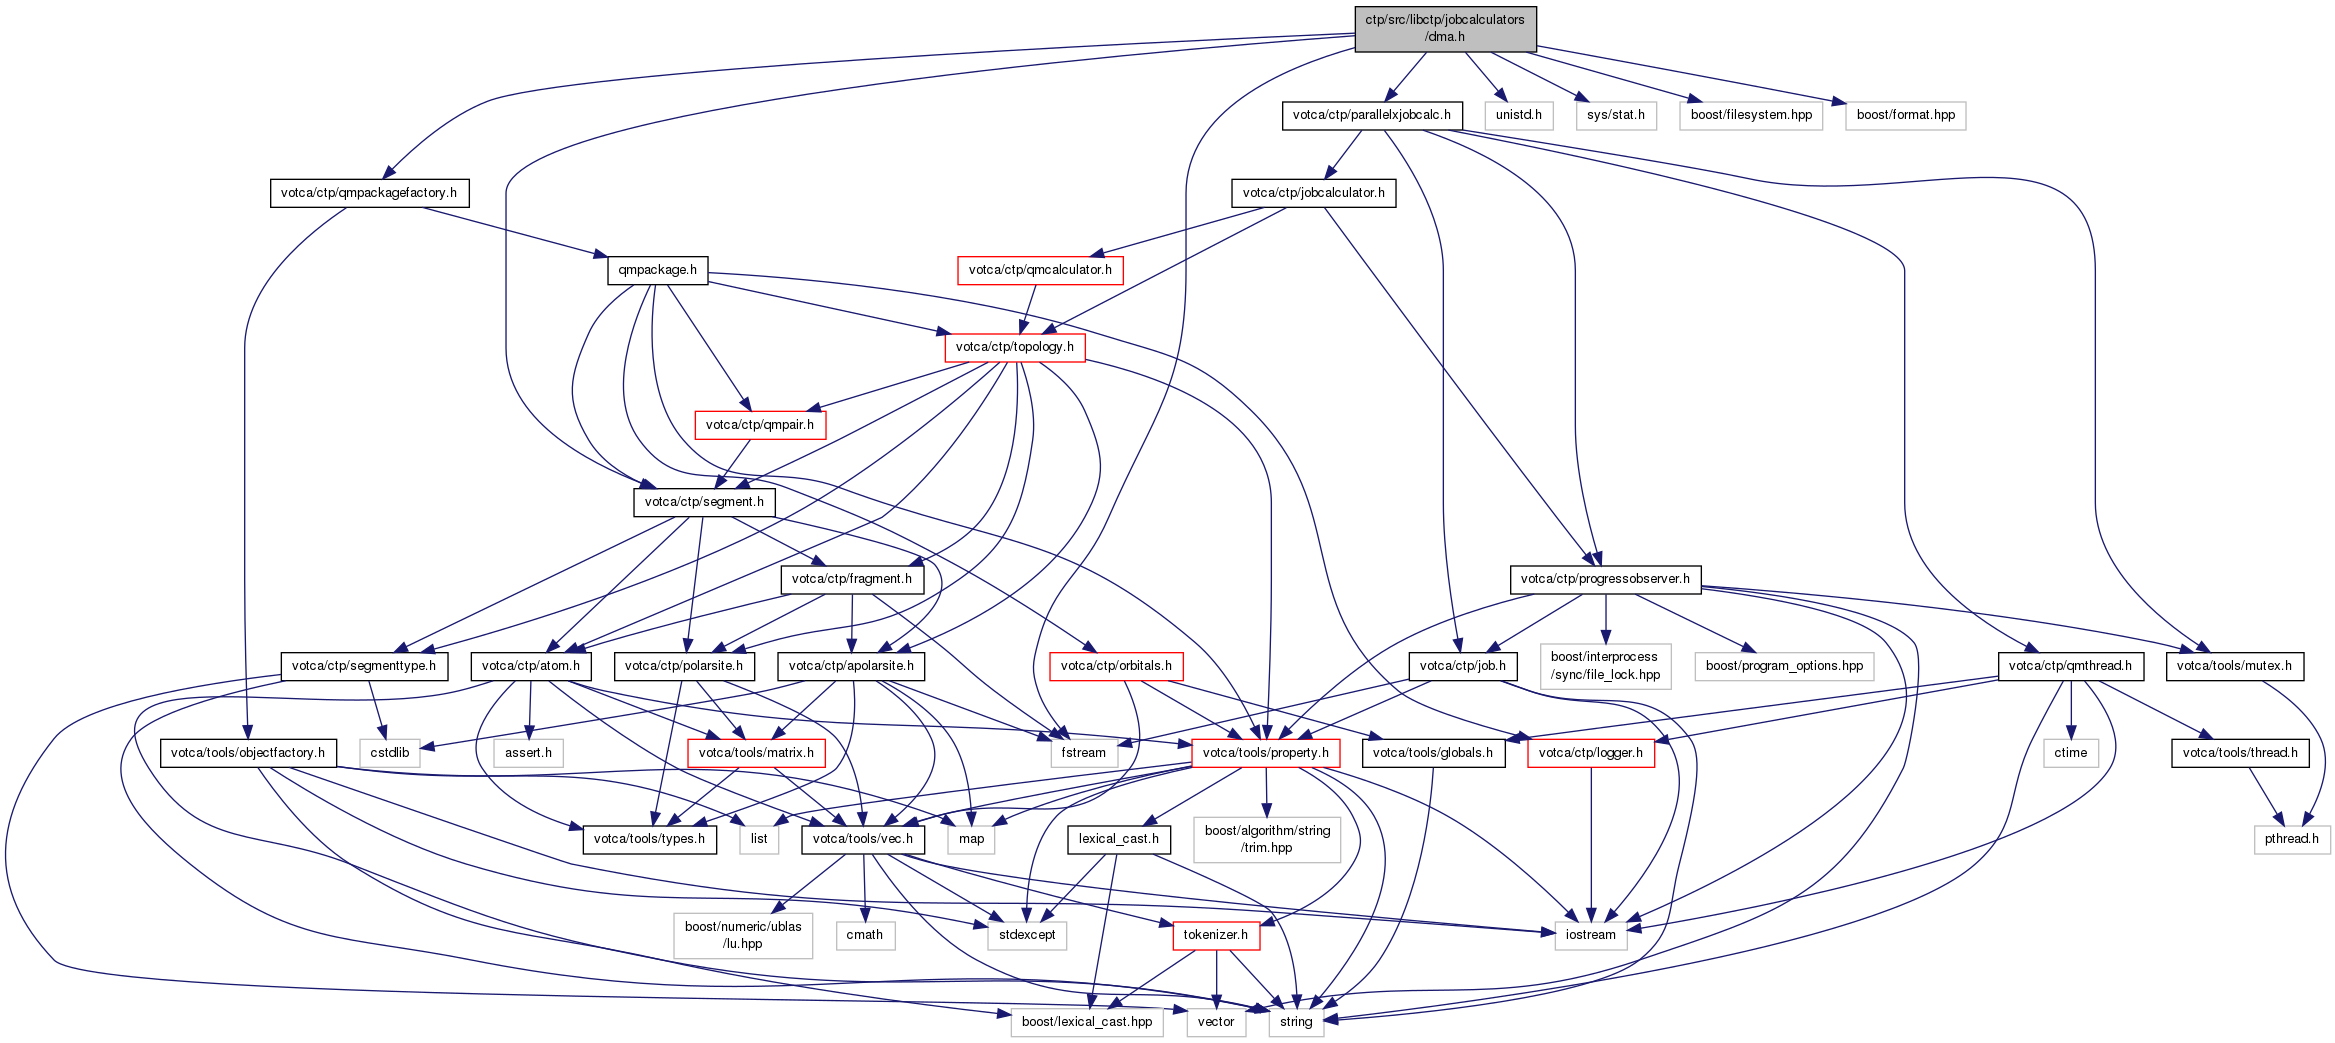 ctp/src/libctp/jobcalculators
/dma.h
votca/ctp/parallelxjobcalc.h
unistd.h
sys/stat.h
boost/filesystem.hpp
boost/format.hpp
votca/ctp/qmpackagefactory.h
votca/ctp/jobcalculator.h
qmpackage.h
votca/ctp/qmcalculator.h
votca/ctp/topology.h
votca/ctp/qmpair.h
votca/ctp/segment.h
votca/ctp/fragment.h
votca/ctp/progressobserver.h
votca/ctp/segmenttype.h
votca/ctp/atom.h
votca/ctp/polarsite.h
votca/ctp/apolarsite.h
votca/ctp/orbitals.h
votca/ctp/job.h
boost/interprocess
/sync/file_lock.hpp
boost/program_options.hpp
votca/ctp/qmthread.h
votca/tools/mutex.h
votca/tools/objectfactory.h
cstdlib
assert.h
votca/tools/matrix.h
fstream
votca/tools/property.h
votca/tools/globals.h
votca/ctp/logger.h
ctime
votca/tools/thread.h
votca/tools/types.h
list
votca/tools/vec.h
map
lexical_cast.h
boost/algorithm/string
/trim.hpp
pthread.h
boost/numeric/ublas
/lu.hpp
cmath
stdexcept
tokenizer.h
iostream
boost/lexical_cast.hpp
vector
string